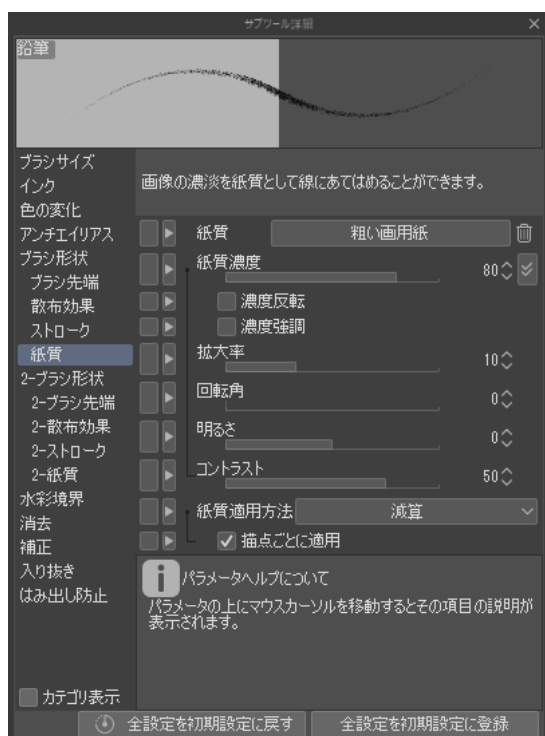 サブツール詳細
鉛筆
ブラシサイズ
インク
色の変化
アンチエイリアス
ブラシ形状
ブラシ先端
散布効果
ストローク
紙質
2-ブラシ形状
2-ブラシ先端
2-散布効果
2-ストローク
2-紙質
水彩境界
消去
補正
入り抜き
はみ出し防止
カテゴリ表示
画像の濃淡を紙質として線にあてはめることができます。
紙質 粗い画用紙
紙質濃度 80
濃度反転
濃度強調
拡大率 10
回転角 0
明るさ 0
コントラスト 50
紙質適用方法 減算
描点ごとに適用
パラメータヘルプについて
パラメータの上にマウスカーソルを移動するとその項目の説明が
表示されます。
全設定を初期設定に戻す 全設定を初期設定に登録